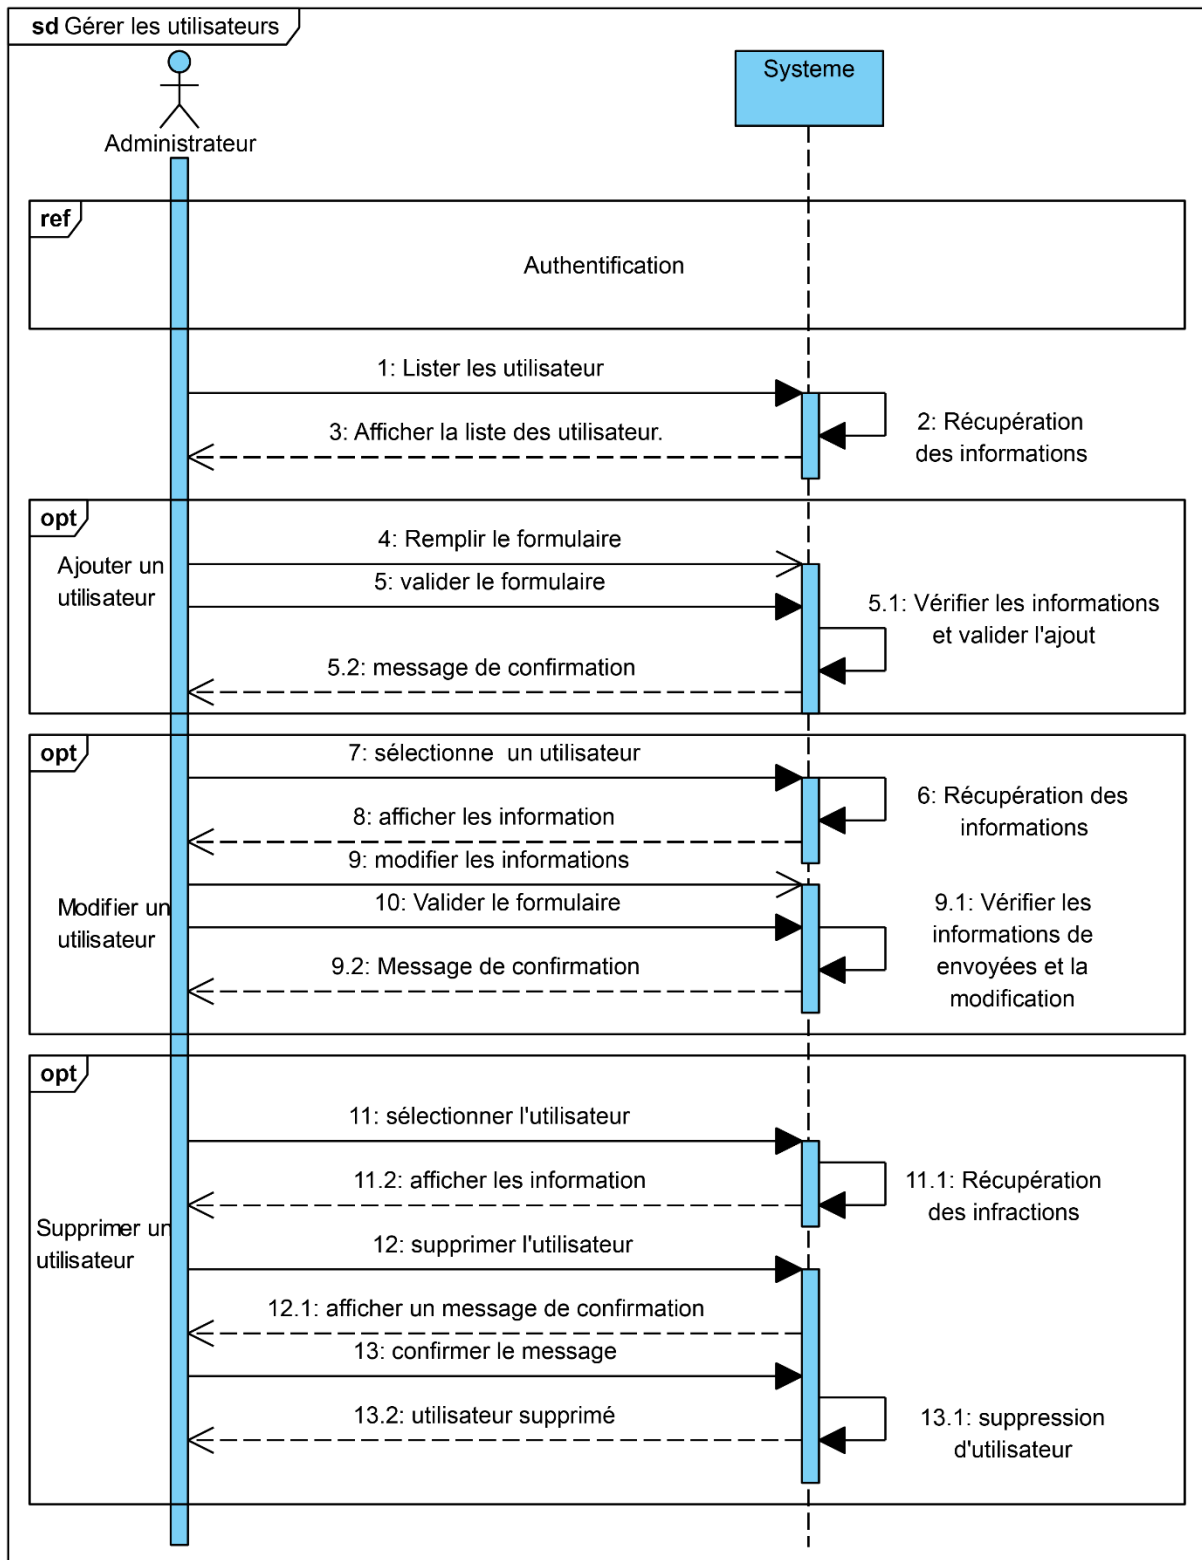 sd Gérer les utilisateurs
Systeme
Administrateur
ref
Authentification
1: Lister les utilisateur
2: Récupération
des informations
3: Afficher la liste des utilisateur.
opt
Ajouter un
utilisateur
4: Remplir le formulaire
5: valider le formulaire
5.1: Vérifier les informations
et valider l'ajout
5.2: message de confirmation
opt
7: sélectionne  un utilisateur
6: Récupération des
informations
8: afficher les information
9: modifier les informations
Modifier un
utilisateur
10: Valider le formulaire
9.1: Vérifier les
informations de
envoyées et la
modification
9.2: Message de confirmation
opt
11: sélectionner l'utilisateur
11.2: afficher les information
11.1: Récupération
des infractions
Supprimer un
utilisateur
12: supprimer l'utilisateur
12.1: afficher un message de confirmation
13: confirmer le message
13.2: utilisateur supprimé
13.1: suppression
d'utilisateur